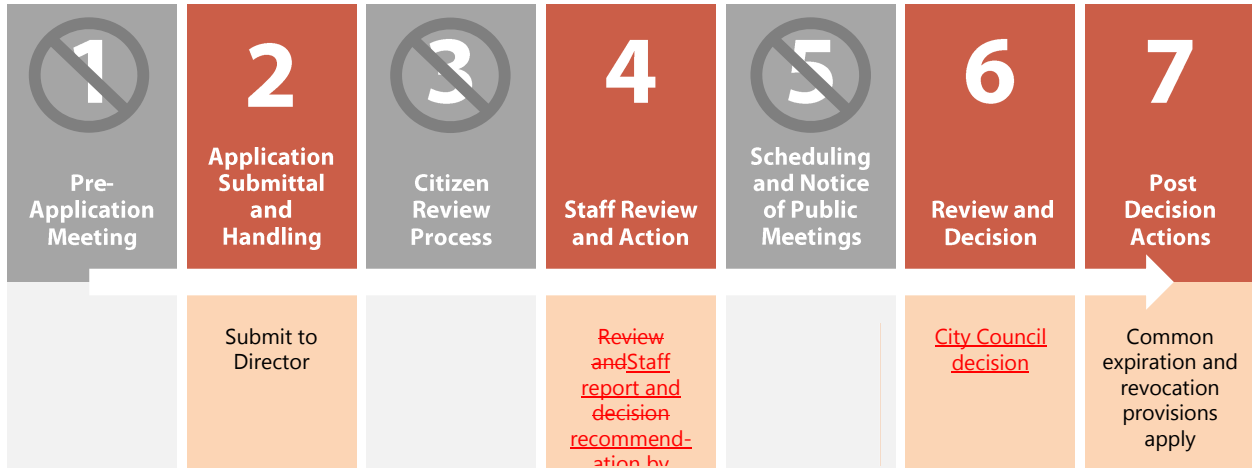 1
Pre-
Application
Meeting
2
Application
Submittal
and
Handling
Submit to
Director
3
Citizen
Review
Process
4
Staff Review
and Action
Review
andStaff
report and
decision
recommend-
ation by
5
Scheduling
and Notice
of Public
Meetings
6
Review and
Decision
City Council
decision
7
Post
Decision
Actions
Common
expiration and
revocation
provisions
apply